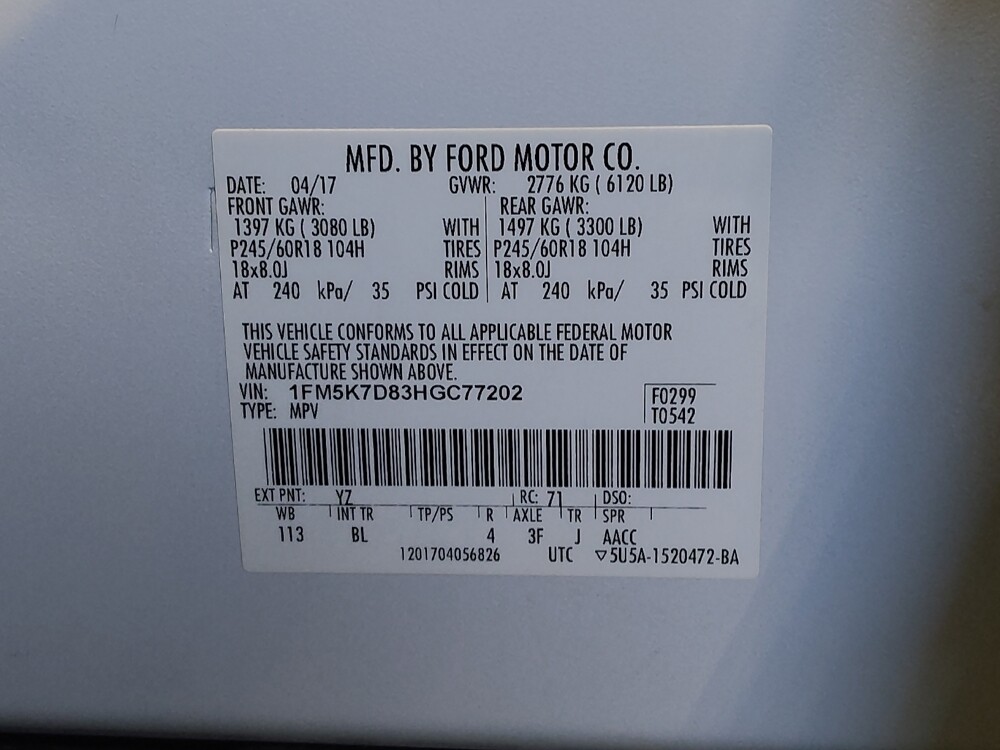 MFD. BY FORD MOTOR CO.
DATE: 04/17 GVWR: 2776 KG ( 6120 LB)
FRONT GAWR: REAR GAWR:
1397 KG ( 3080 LB) WITH 1497 KG ( 3300 LB) WITH
P245/60R18 104H TIRES P245/60R18 104H TIRES
18x8.0J RIMS 18x8.0J RIMS
AT 240 kPa/ 35 PSI COLD AT 240 kPa/ 35 PSI COLD
THIS VEHICLE CONFORMS TO ALL APPLICABLE FEDERAL MOTOR
VEHICLE SAFETY STANDARDS IN EFFECT ON THE DATE OF
MANUFACTURE SHOWN ABOVE.
VIN: 1FM5K7D83HGC77202 F0299
TYPE: MPV T0542
EXT PNT: YZ RC: 71 DSO:
WB INT TR TP/PS R AXLE TR SPR
113 BL 4 3F J AACC
1201704056826 UTC ▽5U5A-1520472-BA